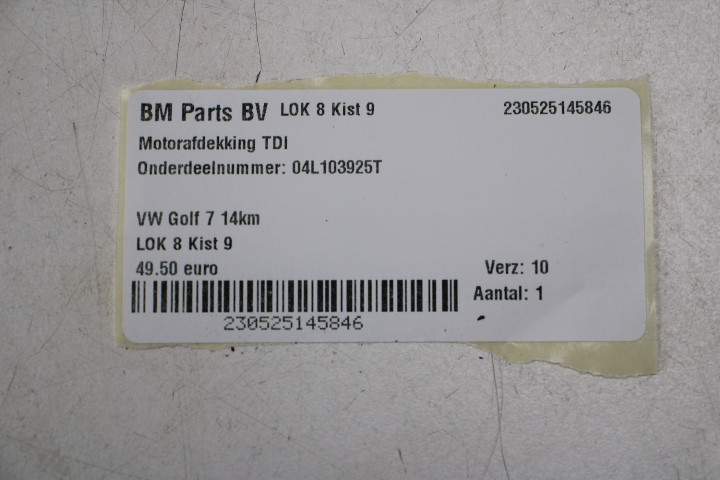 BM Parts BV LOK 8 Kist 9 230525145846
Motorafdekking TDI
Onderdeelnummer: 04L103925T
VW Golf 7 14km
LOK 8 Kist 9
49.50 euro Verz: 10
Aantal: 1
230525145846